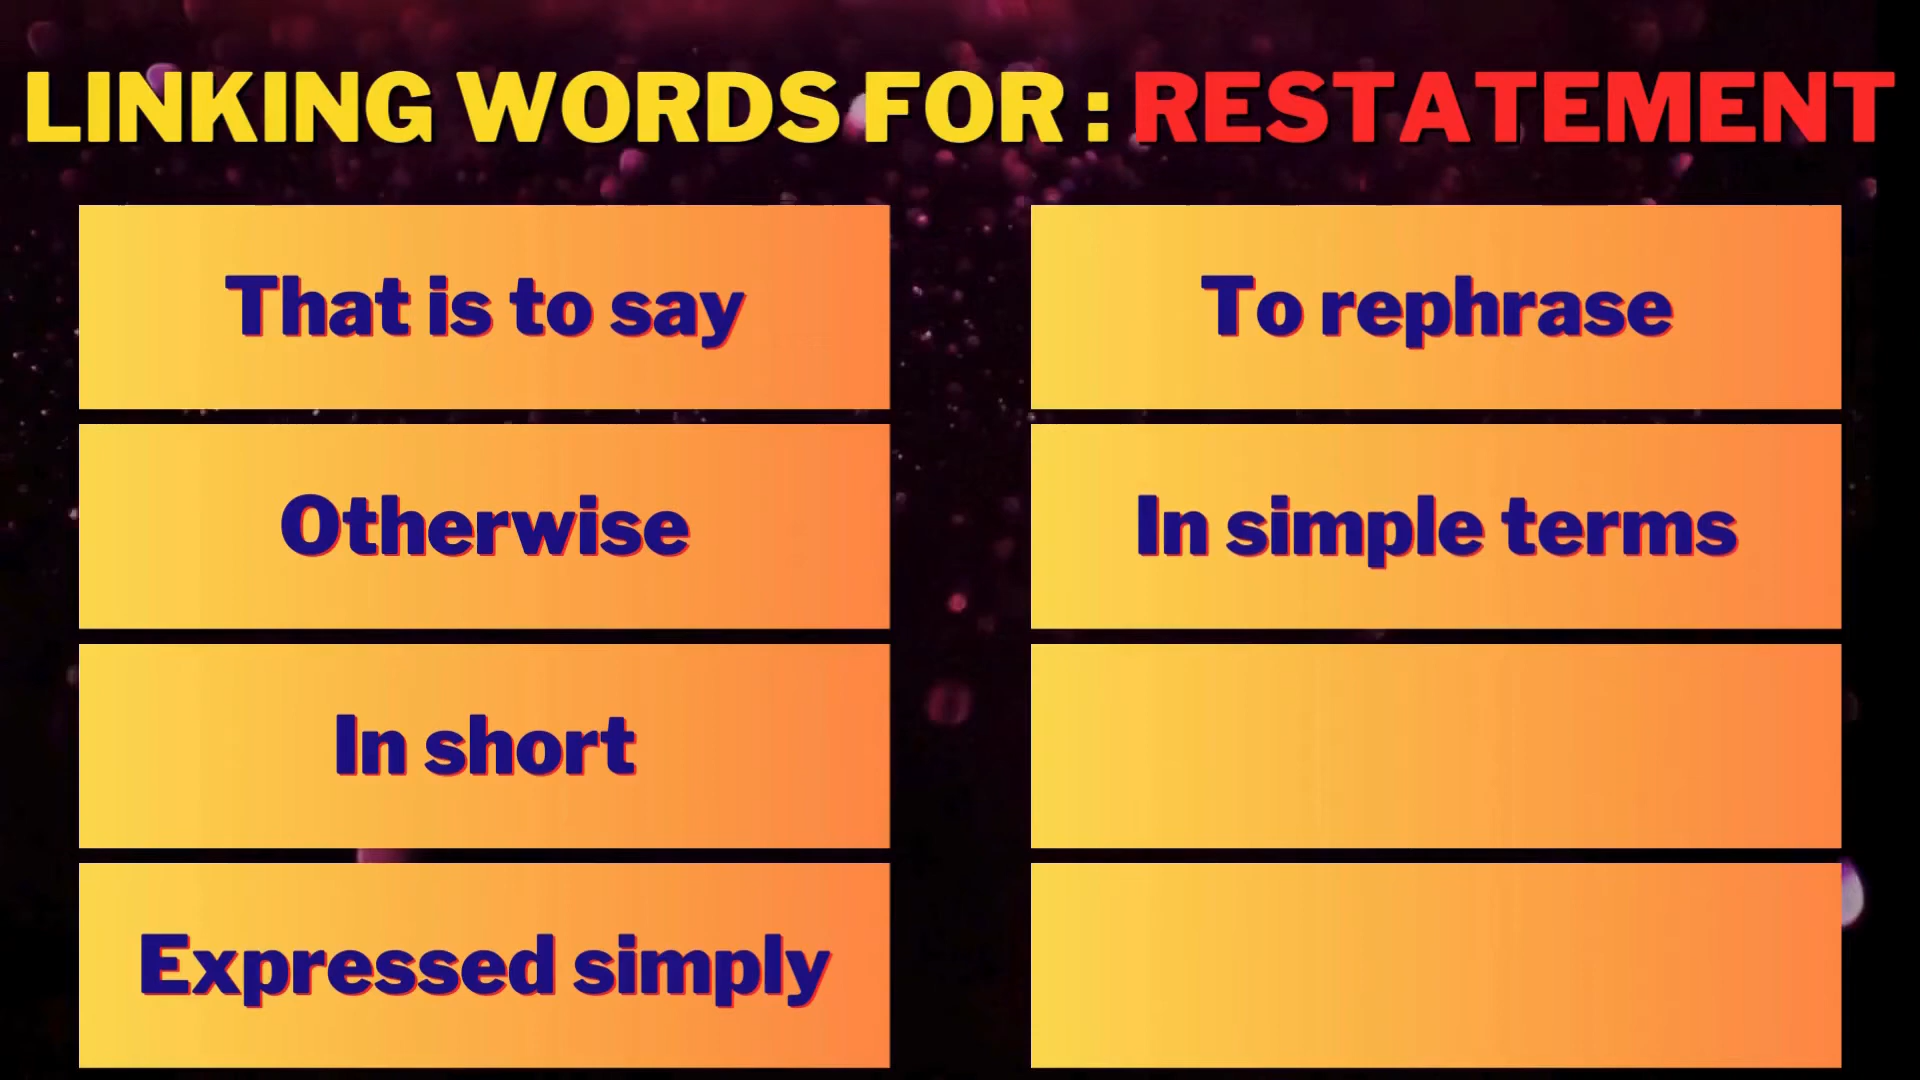 LINKING WORDS FOR : RESTATEMENT
That is to say
Otherwise
In short
Expressed simply
To rephrase
In simple terms